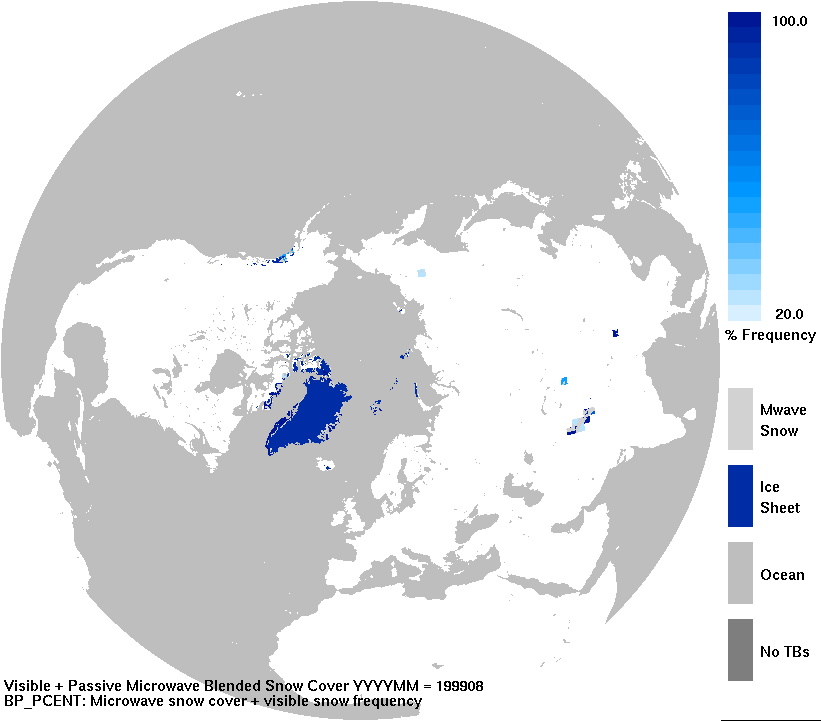 100.0
20.0
% Frequency
Mwave
Snow
Ice
Sheet
Ocean
No TBs
Visible + Passive Microwave Blended Snow Cover YYYYMM = 199908
BP_PCENT: Microwave snow cover + visible snow frequency